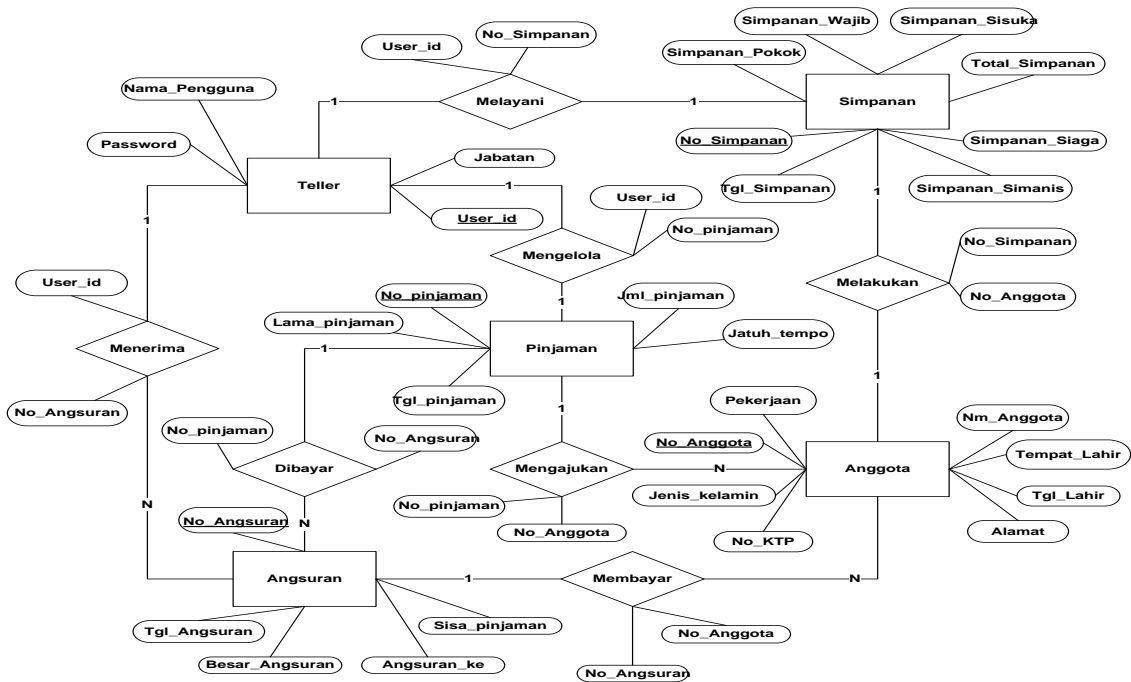 Simpanan_Wajib
Simpanan_Sisuka
No_Simpanan
User_id
Simpanan_Pokok
Total_Simpanan
Nama_Pengguna
1
Melayani
1
Simpanan
Password
No_Simpanan
Simpanan_Siaga
Jabatan
Teller
1
Tgl_Simpanan
Simpanan_Simanis
1
User_id
User_id
1
No_pinjaman
No_Simpanan
Mengelola
User_id
Melakukan
No_Anggota
No_pinjaman
Jml_pinjaman
1
Lama_pinjaman
Jatuh_tempo
Menerima
1
Pinjaman
1
Tgl_pinjaman
Pekerjaan
No_Angsuran
1
Nm_Anggota
No_pinjaman
No_Angsuran
No_Anggota
Tempat_Lahir
Dibayar
Mengajukan
N
Anggota
Jenis_kelamin
Tgl_Lahir
N
No_pinjaman
No_Angsuran
N
No_Anggota
No_KTP
Alamat
Angsuran
1
Membayar
N
Tgl_Angsuran
Sisa_pinjaman
No_Anggota
Besar_Angsuran
Angsuran_ke
No_Angsuran